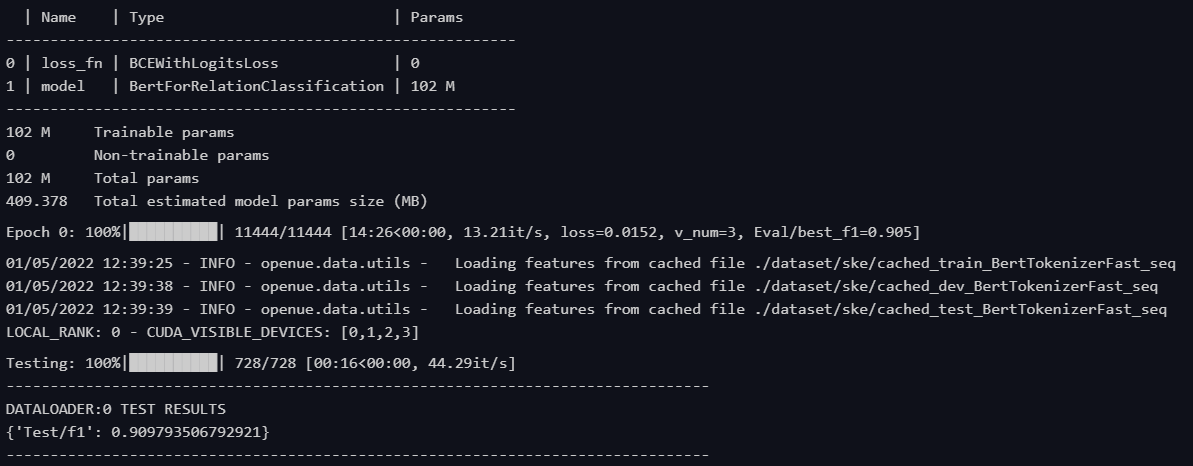 | Name    | Type                          | Params
---------------------------------------------------------
0 | loss_fn | BCEWithLogitsLoss             | 0
1 | model   | BertForRelationClassification | 102 M
---------------------------------------------------------
102 M     Trainable params
0         Non-trainable params
102 M     Total params
409.378   Total estimated model params size (MB)
Epoch 0: 100%|██████████| 11444/11444 [14:26<00:00, 13.21it/s, loss=0.0152, v_num=3, Eval/best_f1=0.905]
01/05/2022 12:39:25 - INFO - openue.data.utils -   Loading features from cached file ./dataset/ske/cached_train_BertTokenizerFast_seq
01/05/2022 12:39:38 - INFO - openue.data.utils -   Loading features from cached file ./dataset/ske/cached_dev_BertTokenizerFast_seq
01/05/2022 12:39:39 - INFO - openue.data.utils -   Loading features from cached file ./dataset/ske/cached_test_BertTokenizerFast_seq
LOCAL_RANK: 0 - CUDA_VISIBLE_DEVICES: [0,1,2,3]
Testing: 100%|██████████| 728/728 [00:16<00:00, 44.29it/s]
--------------------------------------------------------------------------------
DATALOADER:0 TEST RESULTS
{'Test/f1': 0.909793506792921}
--------------------------------------------------------------------------------